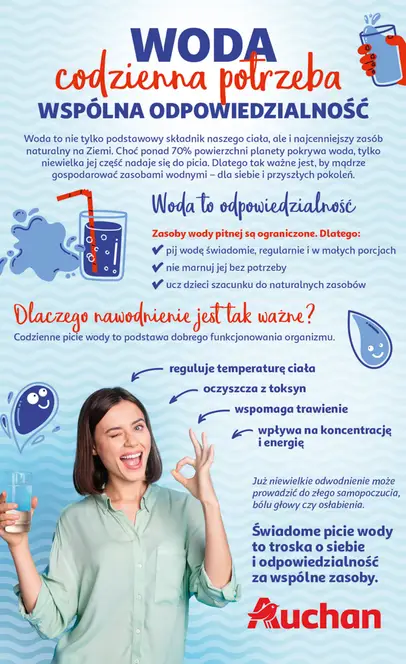 WODA
codzienna potrzeba
WSPÓLNA ODPOWIEDZIALNOŚĆ
Woda to nie tylko podstawowy składnik naszego ciała, ale i najcenniejszy zasób
naturalny na Ziemi. Choć ponad 70% powierzchni planety pokrywa woda, tylko
niewielka jej część nadaje się do picia. Dlatego tak ważne jest, by mądrze
gospodarować zasobami wodnymi – dla siebie i przyszłych pokoleń.
Woda to odpowiedzialność
Zasoby wody pitnej są ograniczone. Dlatego:
✔ pij wodę świadomie, regularnie i w małych porcjach
✔ nie marnuj jej bez potrzeby
✔ ucz dzieci szacunku do naturalnych zasobów
Dlaczego nawodnienie jest tak ważne?
Codzienne picie wody to podstawa dobrego funkcjonowania organizmu.
reguluje temperaturę ciała
oczyszcza z toksyn
wspomaga trawienie
wpływa na koncentrację
i energię
Już niewielkie odwodnienie może
prowadzić do złego samopoczucia,
bólu głowy czy osłabienia.
Świadome picie wody
to troska o siebie
i odpowiedzialność
za wspólne zasoby.
Auchan